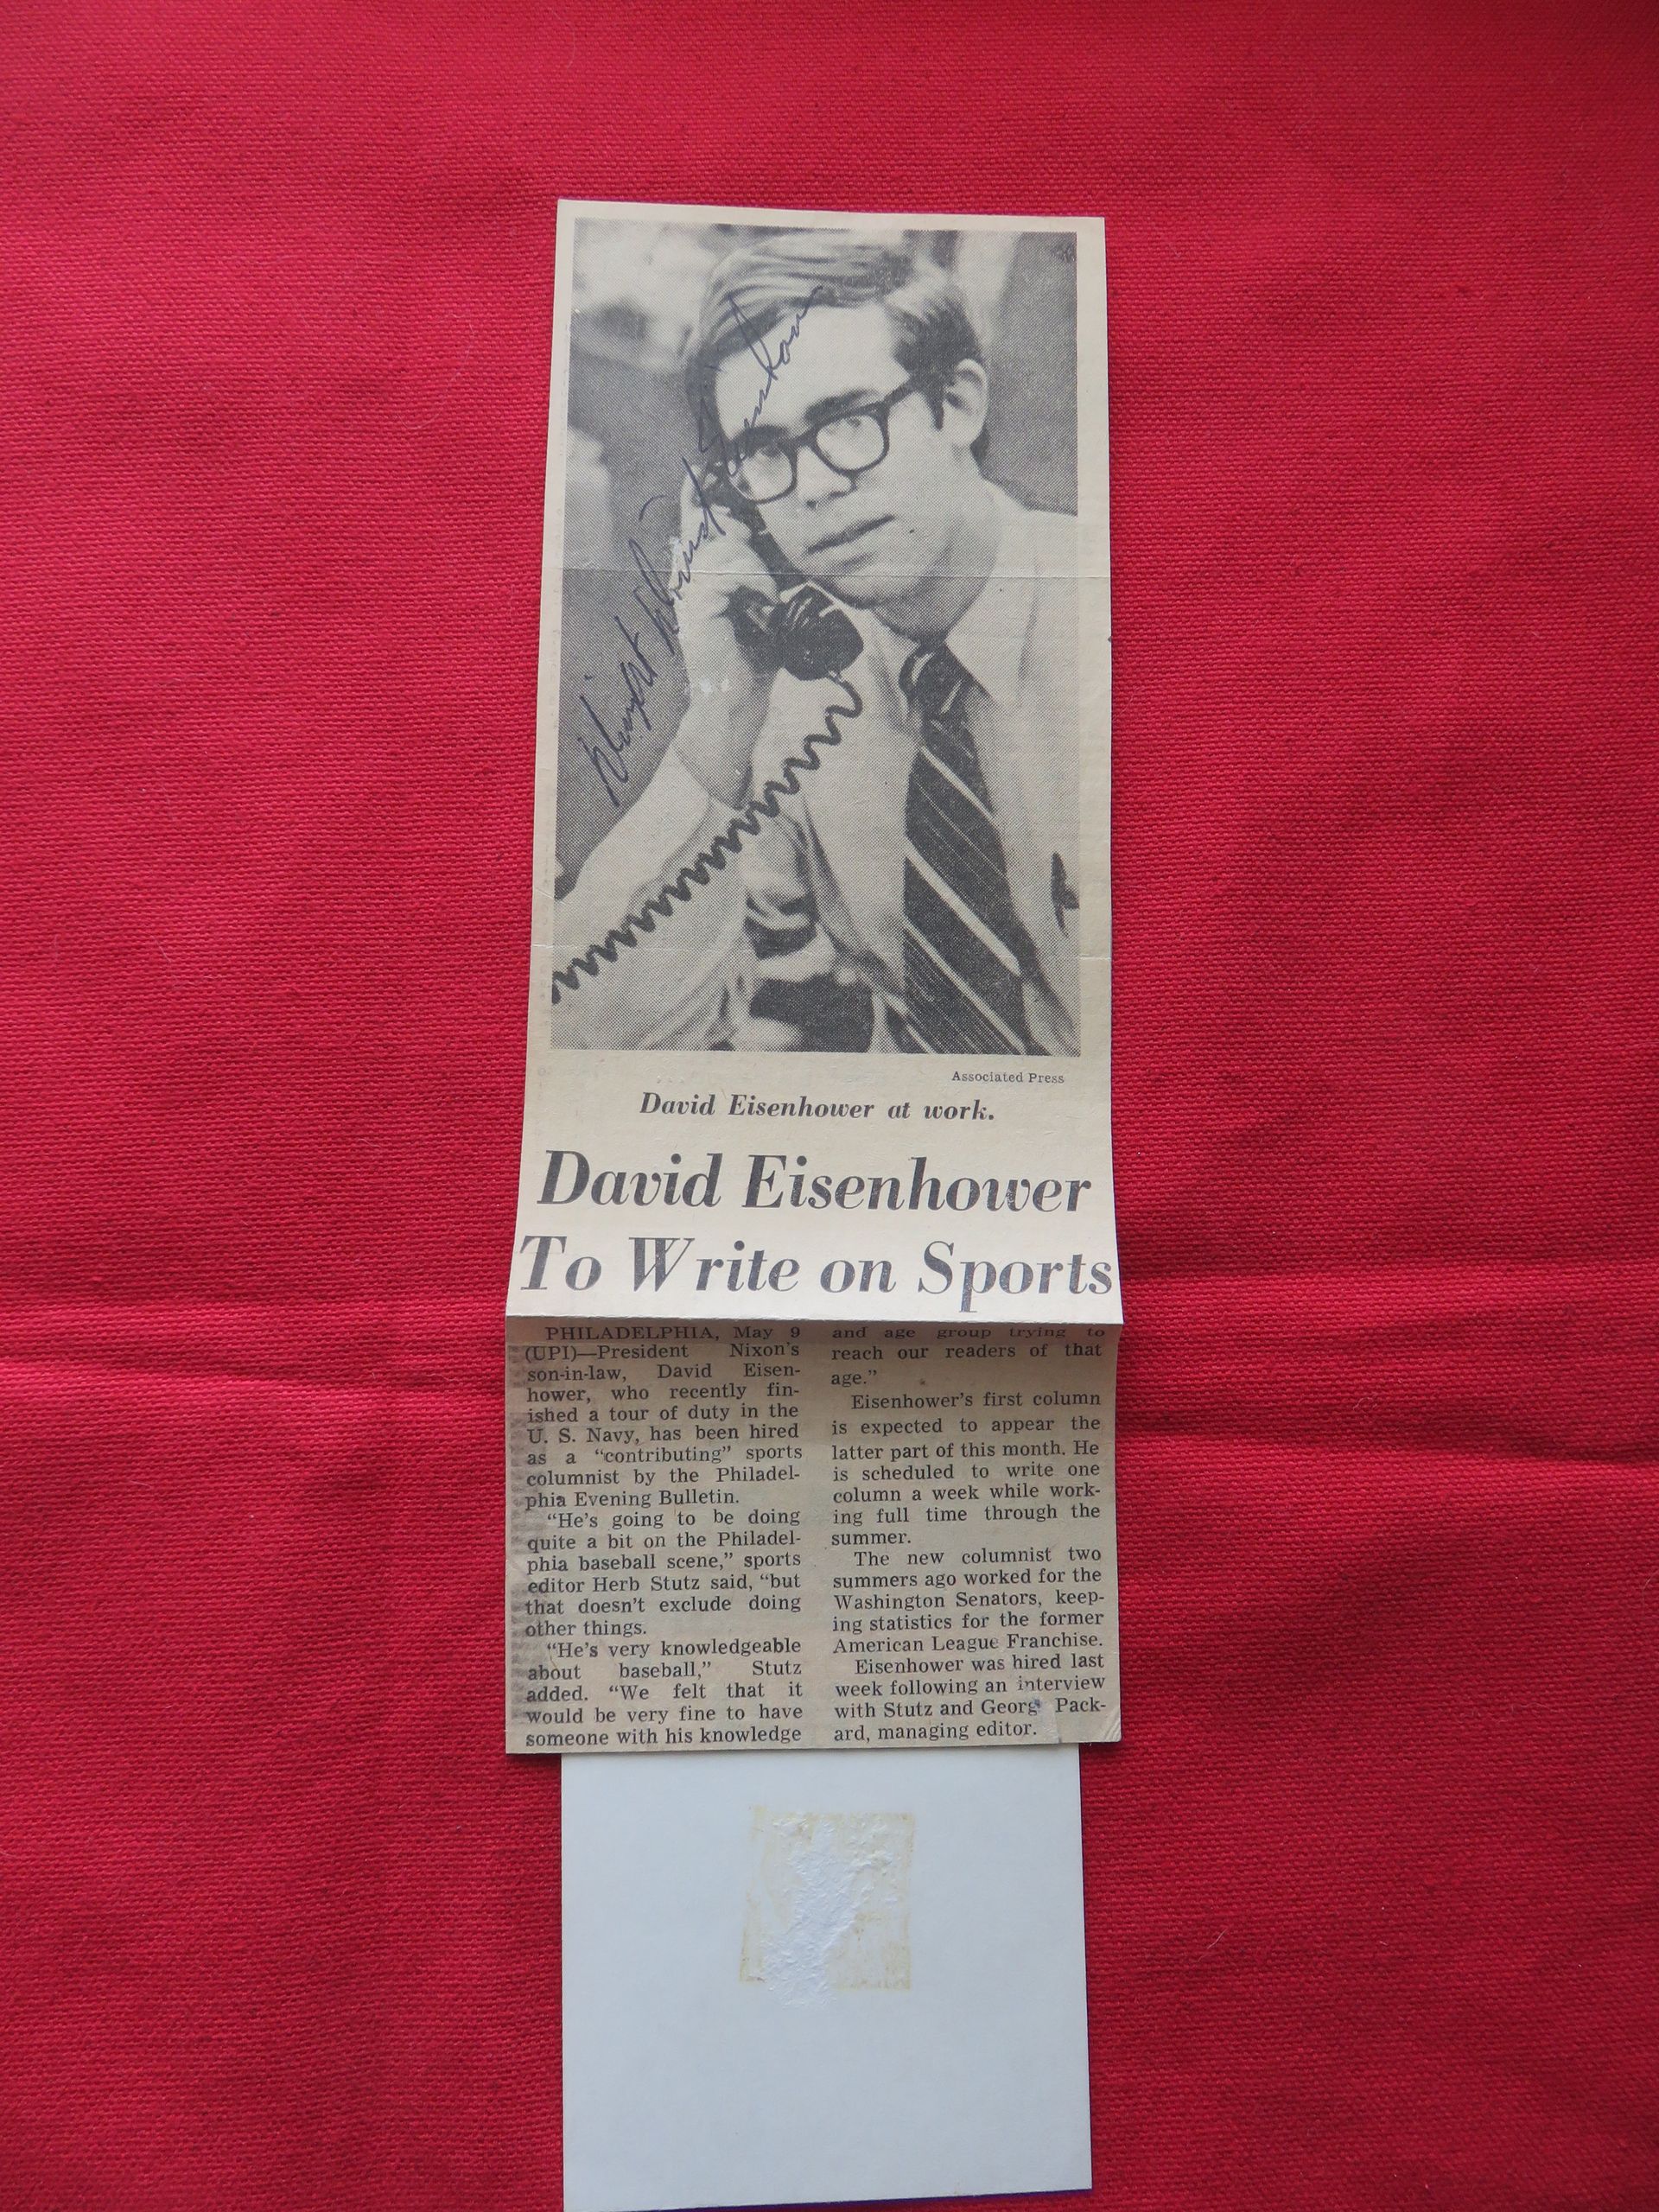 Dwight David Eisenhower
Associated Press
David Eisenhower at work.
David Eisenhower
To Write on Sports
PHILADELPHIA, May 9
(UPI)—President Nixon's
son-in-law, David Eisen-
hower, who recently fin-
ished a tour of duty in the
U. S. Navy, has been hired
as a “contributing” sports
columnist by the Philadel-
phia Evening Bulletin.
“He's going to be doing
quite a bit on the Philadel-
phia baseball scene,” sports
editor Herb Stutz said, “but
that doesn't exclude doing
other things.
“He's very knowledgeable
about baseball,” Stutz
added. “We felt that it
would be very fine to have
someone with his knowledge
and age group trying to
reach our readers of that
age.”
Eisenhower's first column
is expected to appear the
latter part of this month. He
is scheduled to write one
column a week while work-
ing full time through the
summer.
The new columnist two
summers ago worked for the
Washington Senators, keep-
ing statistics for the former
American League Franchise.
Eisenhower was hired last
week following an interview
with Stutz and Georg Pack-
ard, managing editor.